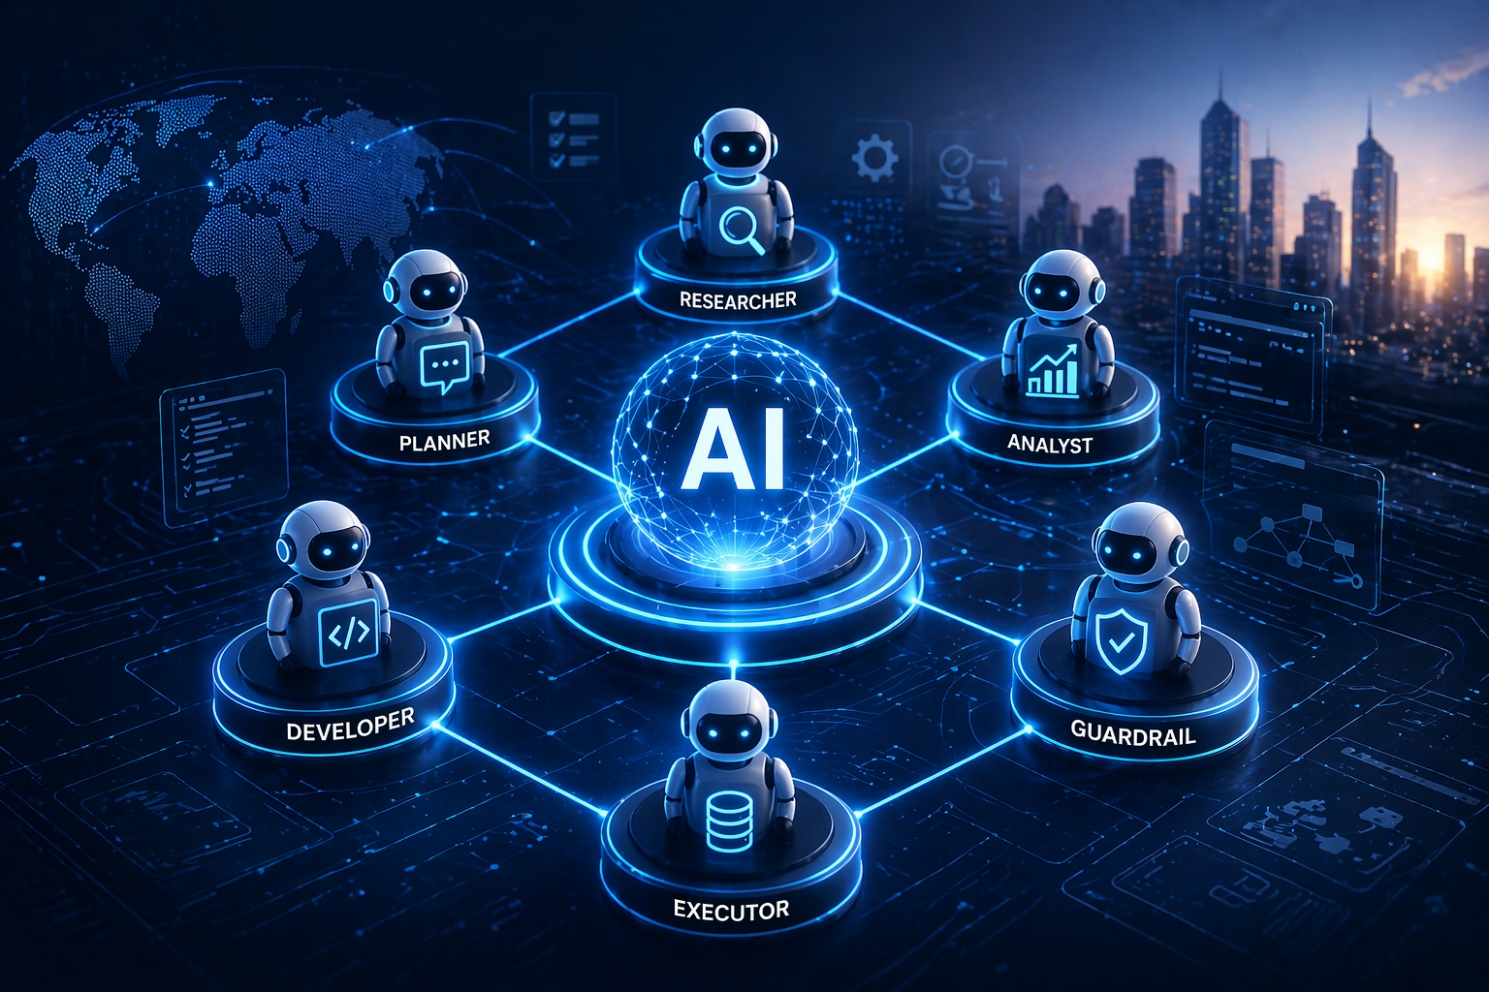 RESEARCHER
PLANNER
ANALYST
AI
DEVELOPER
GUARDRAIL
EXECUTOR